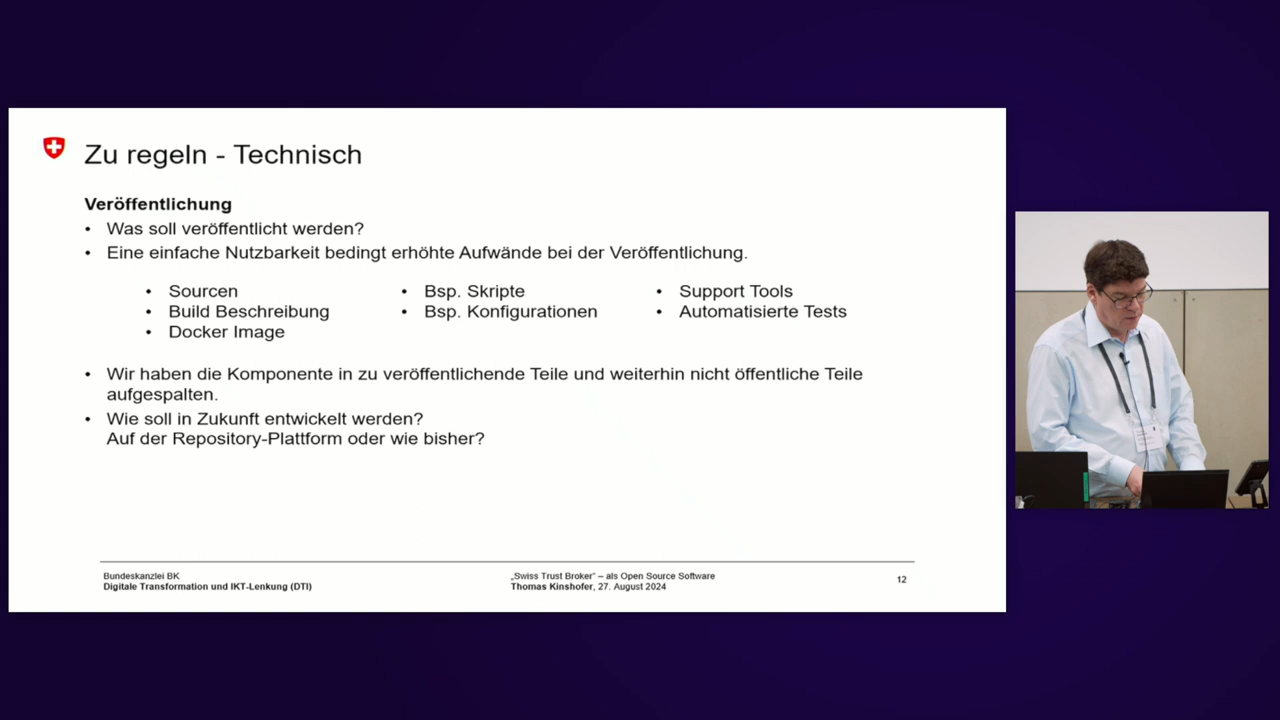 Zu regeln - Technisch
Veröffentlichung
• Was soll veröffentlicht werden?
• Eine einfache Nutzbarkeit bedingt erhöhte Aufwände bei der Veröffentlichung.
• Sourcen
• Build Beschreibung
• Docker Image
• Bsp. Skripte
• Bsp. Konfigurationen
• Support Tools
• Automatisierte Tests
• Wir haben die Komponente in zu veröffentlichende Teile und weiterhin nicht öffentliche Teile
aufgespalten.
• Wie soll in Zukunft entwickelt werden?
Auf der Repository-Plattform oder wie bisher?
Bundeskanzlei BK
Digitale Transformation und IKT-Lenkung (DTI)
„Swiss Trust Broker“ – als Open Source Software
Thomas Kinshofer, 27. August 2024
12